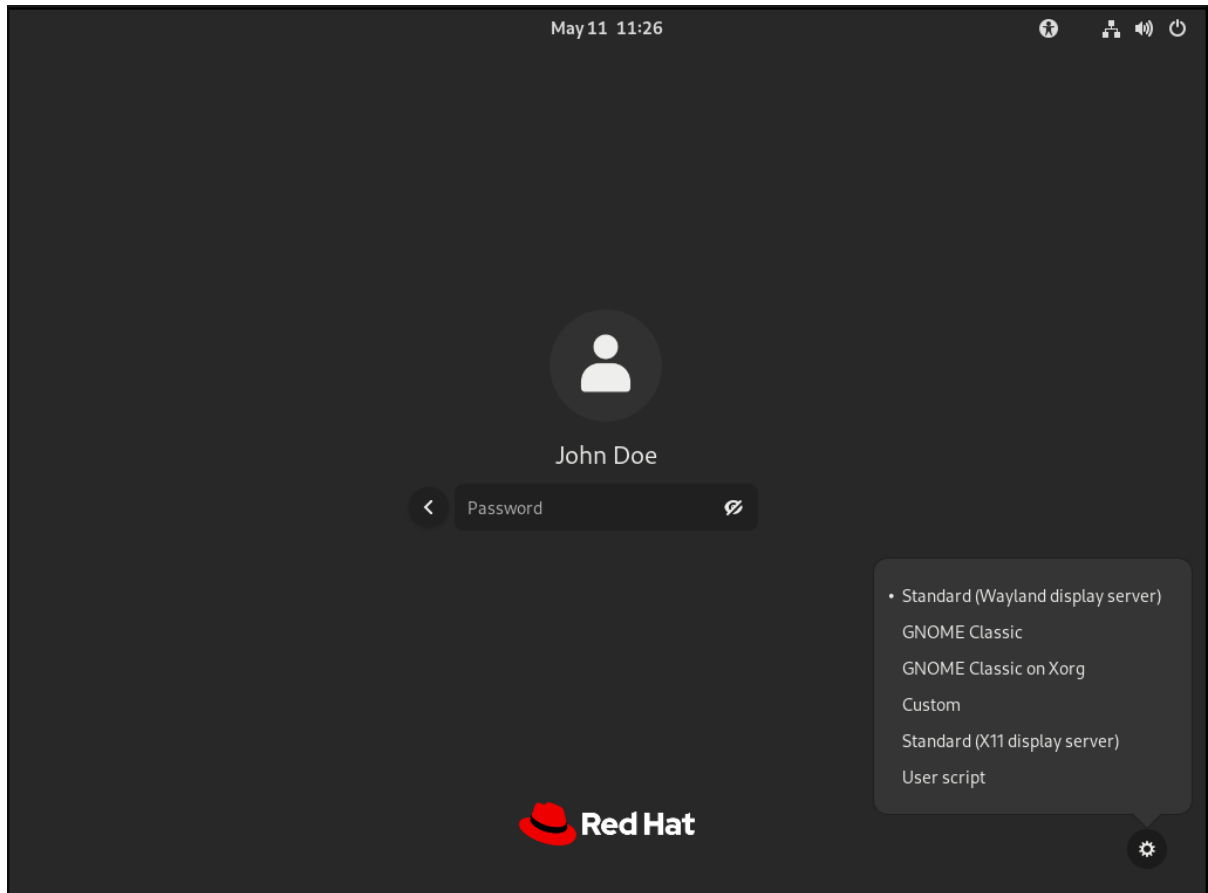 May 11 11:26
John Doe
Password
Standard (Wayland display server)
GNOME Classic
GNOME Classic on Xorg
Custom
Standard (X11 display server)
User script
Red Hat